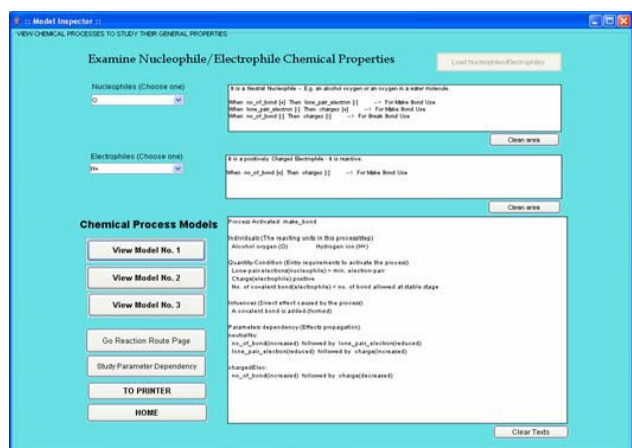 :: Model Inspector ::
VIEW CHEMICAL PROCESSES TO STUDY THEIR GENERAL PROPERTIES
Examine Nucleophile/Electrophile Chemical Properties
Load Nucleophiles/Electrophiles
Nucleophiles (Choose one)
O
It is a Neutral Nucleophile -- E.g. an alcohol oxygen or an oxygen in a water molecule.
When no_of_bond [+] Then lone_pair_electron [-] --> For Make Bond Use
When lone_pair_electron [-] Then charges [+] --> For Make Bond Use
When no_of_bond [-] Then charges [-] --> For Break Bond Use
Clean area
Electrophiles (Choose one)
H+
It is a positively Charged Electrophile - it is reactive.
When no_of_bond [+] Then charges [-] --> For Make Bond Use
Clean area
Chemical Process Models
View Model No. 1
View Model No. 2
View Model No. 3
Go Reaction Route Page
Study Parameter Dependency
TO PRINTER
HOME
Process Activated: make_bond
Individuals (The reacting units in this process/step)
Alcohol oxygen (O) Hydrogen ion (H+)
Quantity-Condition (Entry requirements to activate the process)
Lone-pair-electrons(nucleophile) > min. electron-pair
Charge(electrophile) positive
No. of covalent bond(electrophile) < no. of bond allowed at stable stage
Influences (Direct effect caused by the process)
A covalent bond is added (formed)
Parameters dependency (Effects propagation)
neutralNu:
no_of_bond(increased) followed by lone_pair_electron(reduced)
lone_pair_electron(reduced) followed by charge(increased)
chargedElec:
no_of_bond(increased) followed by charge(decreased)
Clear Texts